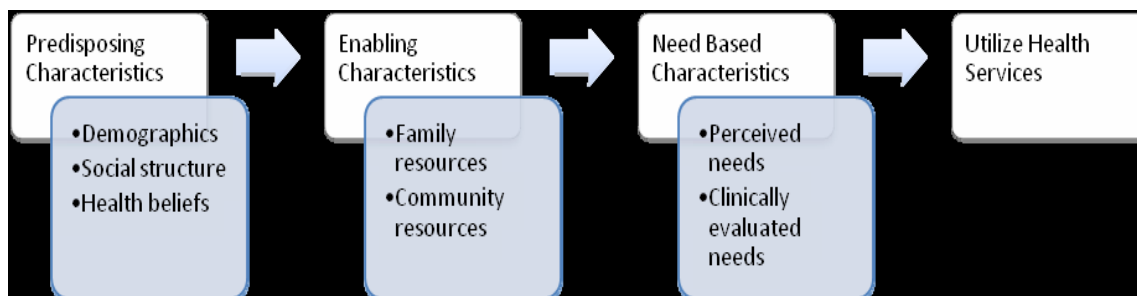 Predisposing
Characteristics
•Demographics
•Social structure
•Health beliefs
Enabling
Characteristics
•Family
resources
•Community
resources
Need Based
Characteristics
•Perceived
needs
•Clinically
evaluated
needs
Utilize Health
Services